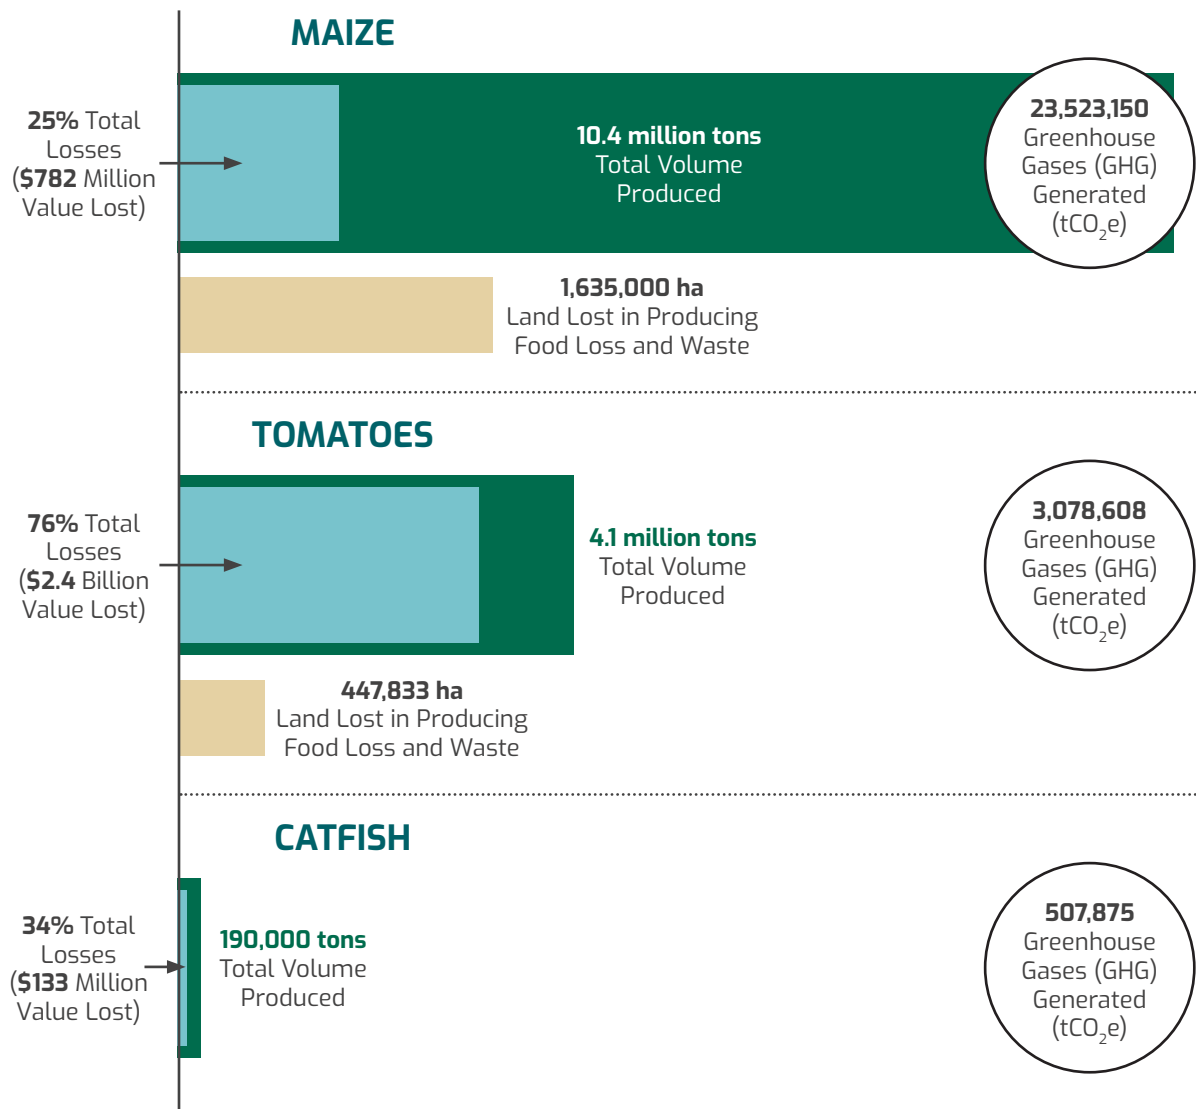 MAIZE
25% Total
Losses
($782 Million
Value Lost)
10.4 million tons
Total Volume
Produced
23,523,150
Greenhouse
Gases (GHG)
Generated
(tCO₂e)
1,635,000 ha
Land Lost in Producing
Food Loss and Waste
TOMATOES
76% Total
Losses
($2.4 Billion
Value Lost)
4.1 million tons
Total Volume
Produced
3,078,608
Greenhouse
Gases (GHG)
Generated
(tCO₂e)
447,833 ha
Land Lost in Producing
Food Loss and Waste
CATFISH
34% Total
Losses
($133 Million
Value Lost)
190,000 tons
Total Volume
Produced
507,875
Greenhouse
Gases (GHG)
Generated
(tCO₂e)